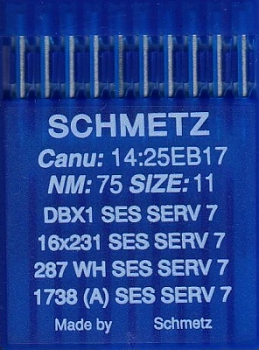 SCHMETZ
Canu: 14:25EB17
NM: 75 SIZE: 11
DBX1 SES SERV 7
16x231 SES SERV 7
287 WH SES SERV 7
1738 (A) SES SERV 7
Made by Schmetz